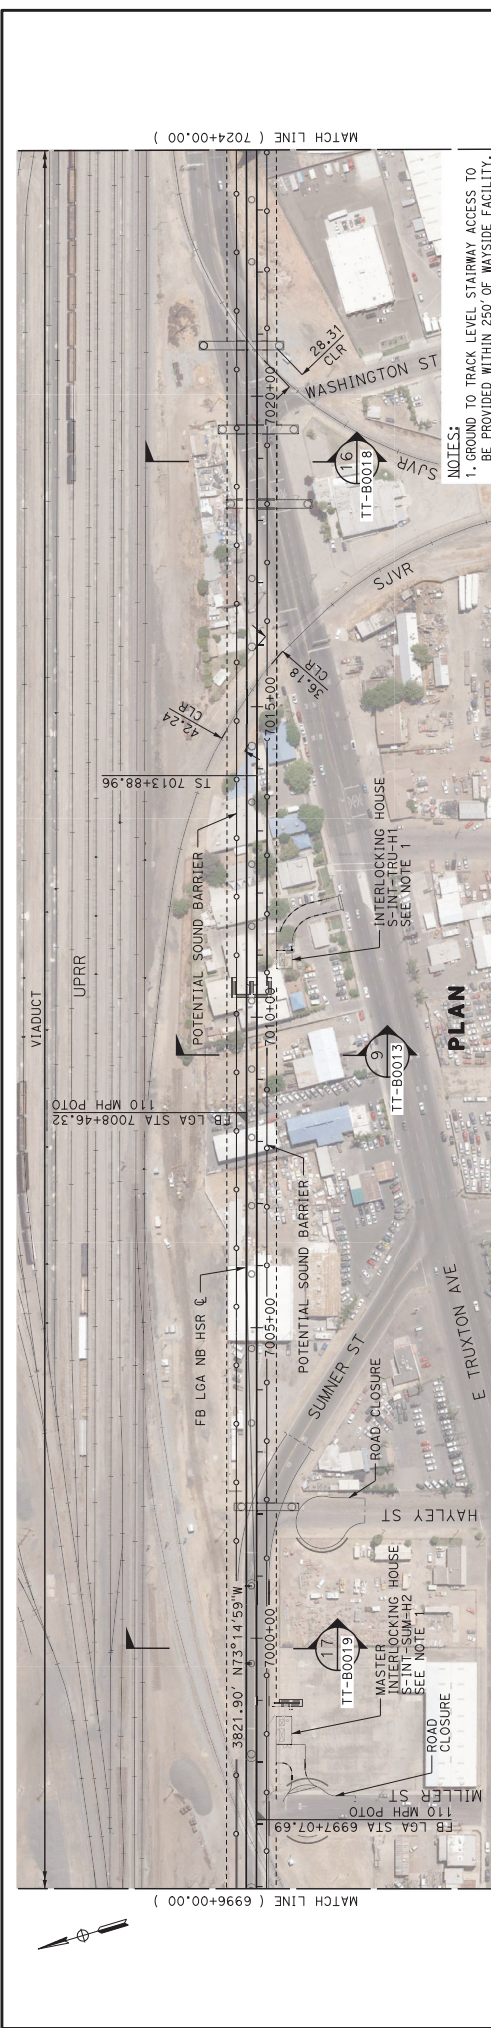 MATCH LINE ( 6996+00.00 )
VIADUCT
UPRR
3821.90' N73°14'59"W
7000+00
7005+00
7010+00
7015+00
7020+00
FB LGA STA 6997+07.69
110 MPH POTO
MILLER ST
ROAD
CLOSURE
MASTER
INTERLOCKING HOUSE
S-INT-SUM-H2
SEE NOTE 1
17
TT-B0019
HAYLEY ST
ROAD CLOSURE
SUMNER ST
E TRUXTON AVE
FB LGA NB HSR ℄
POTENTIAL SOUND BARRIER
FB LGA STA 7008+46.32
110 MPH POTO
9
TT-B0013
PLAN
INTERLOCKING HOUSE
S-INT-TRU-H1
SEE NOTE 1
POTENTIAL SOUND BARRIER
TS 7013+88.96
42.24
CLR
36.18
CLR
SJVR
16
TT-B0018
SJVR
28.31
CLR
WASHINGTON ST
MATCH LINE ( 7024+00.00 )
NOTES:
1. GROUND TO TRACK LEVEL STAIRWAY ACCESS TO
BE PROVIDED WITHIN 250' OF WAYSIDE FACILITY.